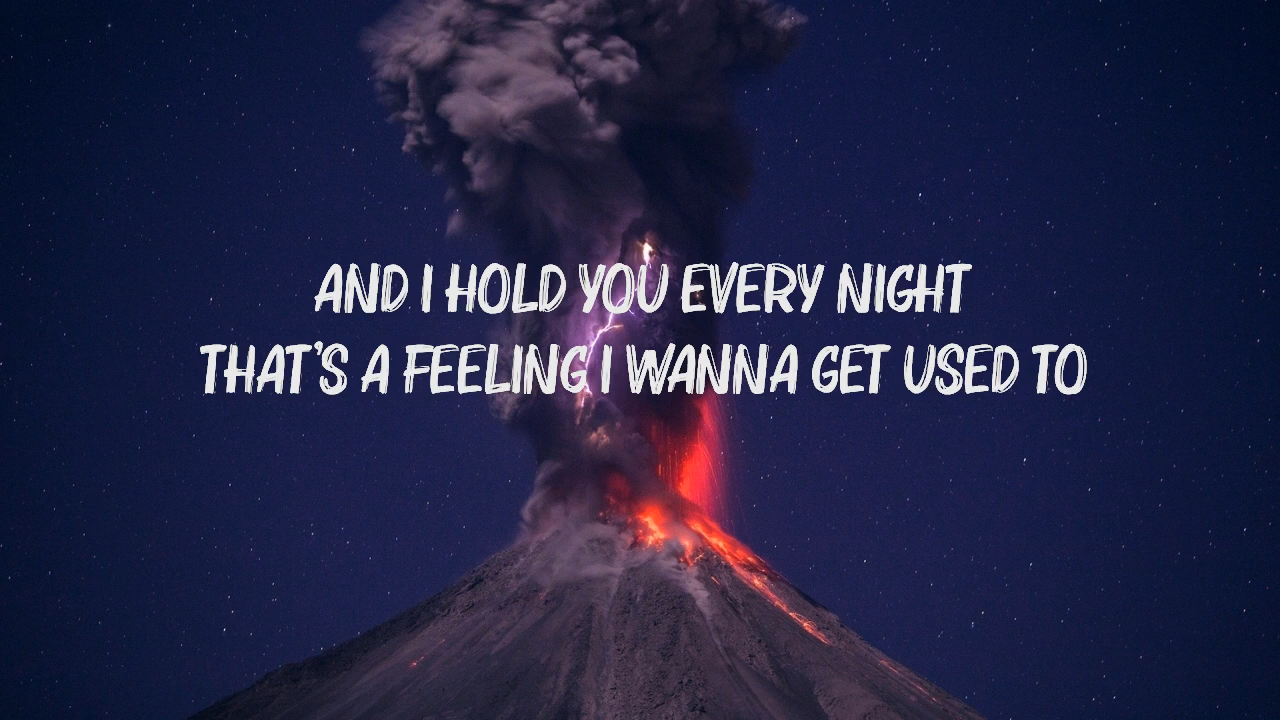 AND I HOLD YOU EVERY NIGHT
THAT'S A FEELING I WANNA GET USED TO